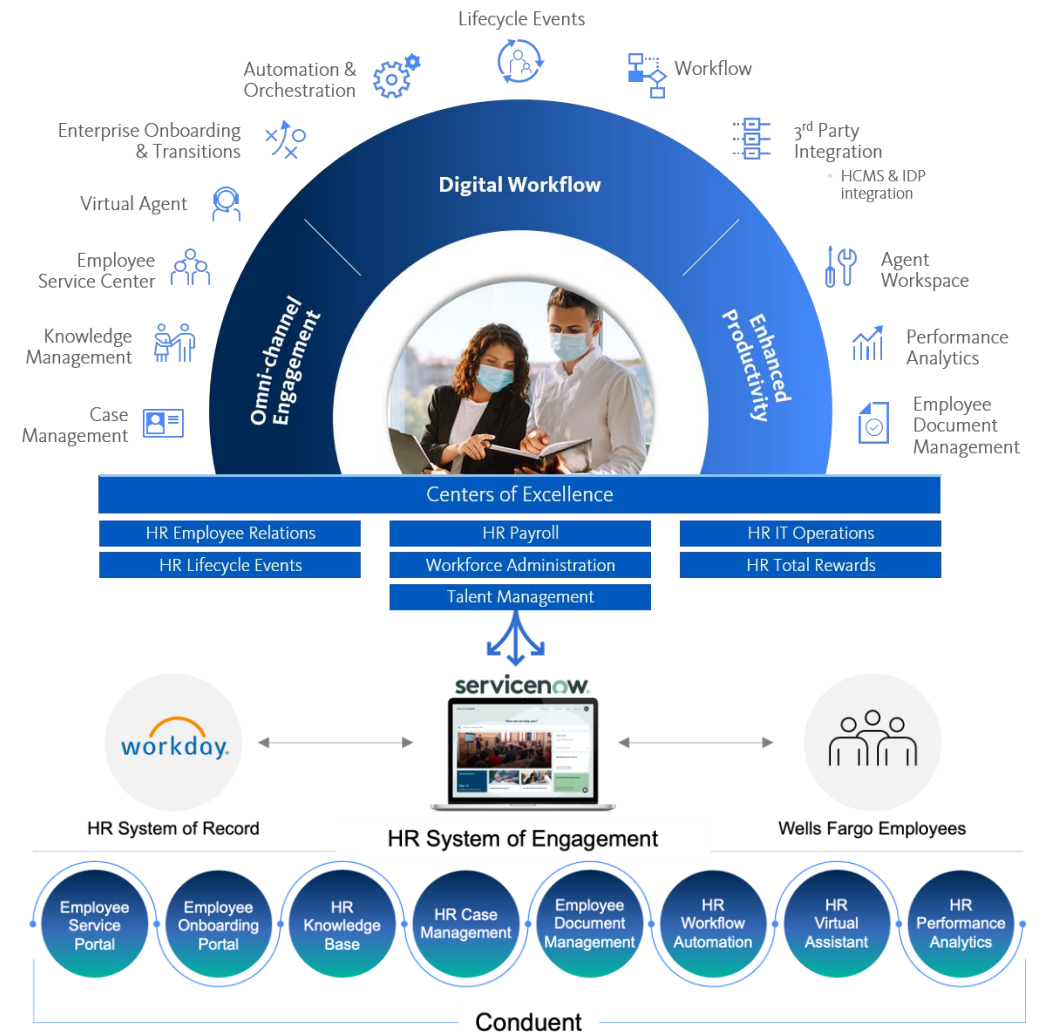 Lifecycle Events
Automation &
Orchestration
Workflow
Enterprise Onboarding
& Transitions
3rd Party
Integration
• HCMS & IDP
integration
Digital Workflow
Virtual Agent
Employee
Service Center
Agent
Workspace
Omni-channel
Engagement
Enhanced
Productivity
Knowledge
Management
Performance
Analytics
Case
Management
Employee
Document
Management
Centers of Excellence
HR Employee Relations
HR Payroll
HR IT Operations
HR Lifecycle Events
Workforce Administration
HR Total Rewards
Talent Management
servicenow.
How can we help you?
workday.
HR System of Record
HR System of Engagement
Wells Fargo Employees
Employee
Service
Portal
Employee
Onboarding
Portal
HR
Knowledge
Base
HR Case
Management
Employee
Document
Management
HR
Workflow
Automation
HR
Virtual
Assistant
HR
Performance
Analytics
Conduent